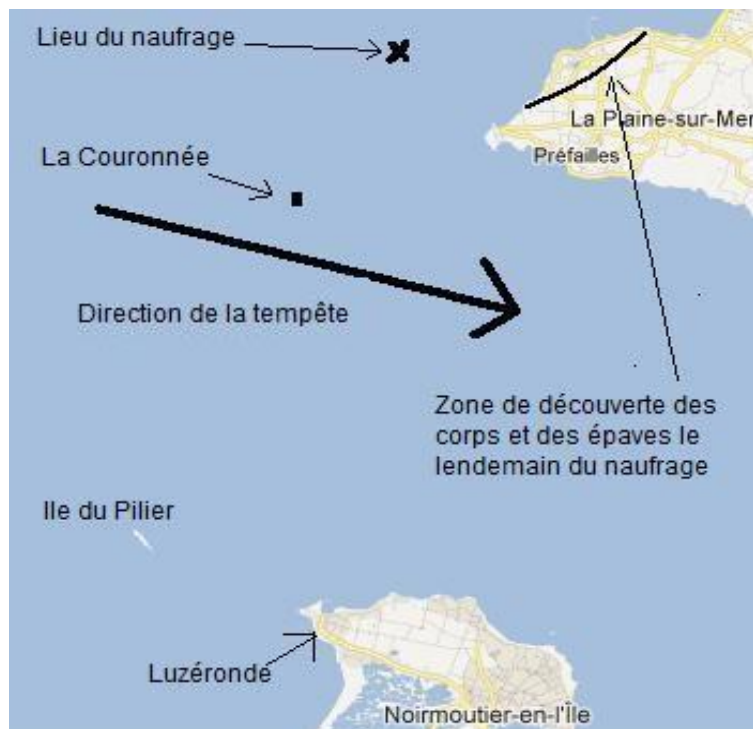 Lieu du naufrage
La Plaine-sur-Mer
La Couronnée
Préfailles
Direction de la tempête
Zone de découverte des
corps et des épaves le
lendemain du naufrage
Ile du Pilier
Luzéronde
Noirmoutier-en-l'Île